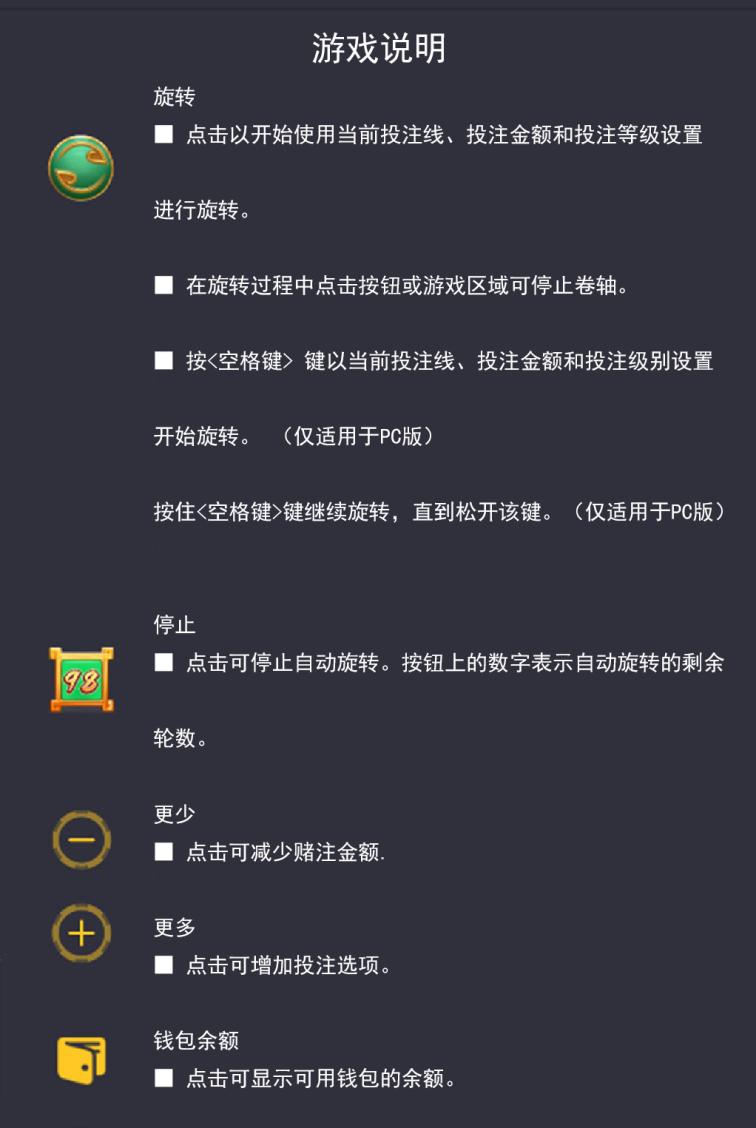 游戏说明
旋转
■ 点击以开始使用当前投注线、投注金额和投注等级设置
进行旋转。
■ 在旋转过程中点击按钮或游戏区域可停止卷轴。
■ 按<空格键> 键以当前投注线、投注金额和投注级别设置
开始旋转。 （仅适用于PC版）
按住<空格键>键继续旋转，直到松开该键。（仅适用于PC版）
停止
■ 点击可停止自动旋转。按钮上的数字表示自动旋转的剩余
98
轮数。
更少
■ 点击可减少赌注金额.
更多
■ 点击可增加投注选项。
钱包余额
■ 点击可显示可用钱包的余额。